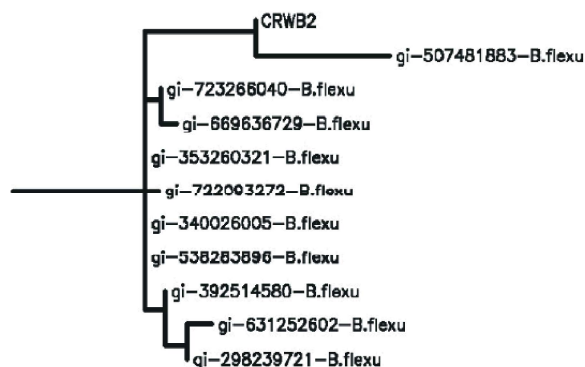 CRWB2
gi-507481883-B.flexu
gi-723266040-B.flexu
gi-669636729-B.flexu
gi-353260321-B.flexu
gi-722093272-B.flexu
gi-340026005-B.flexu
gi-538283896-B.flexu
gi-392514580-B.flexu
gi-631252602-B.flexu
gi-298239721-B.flexu